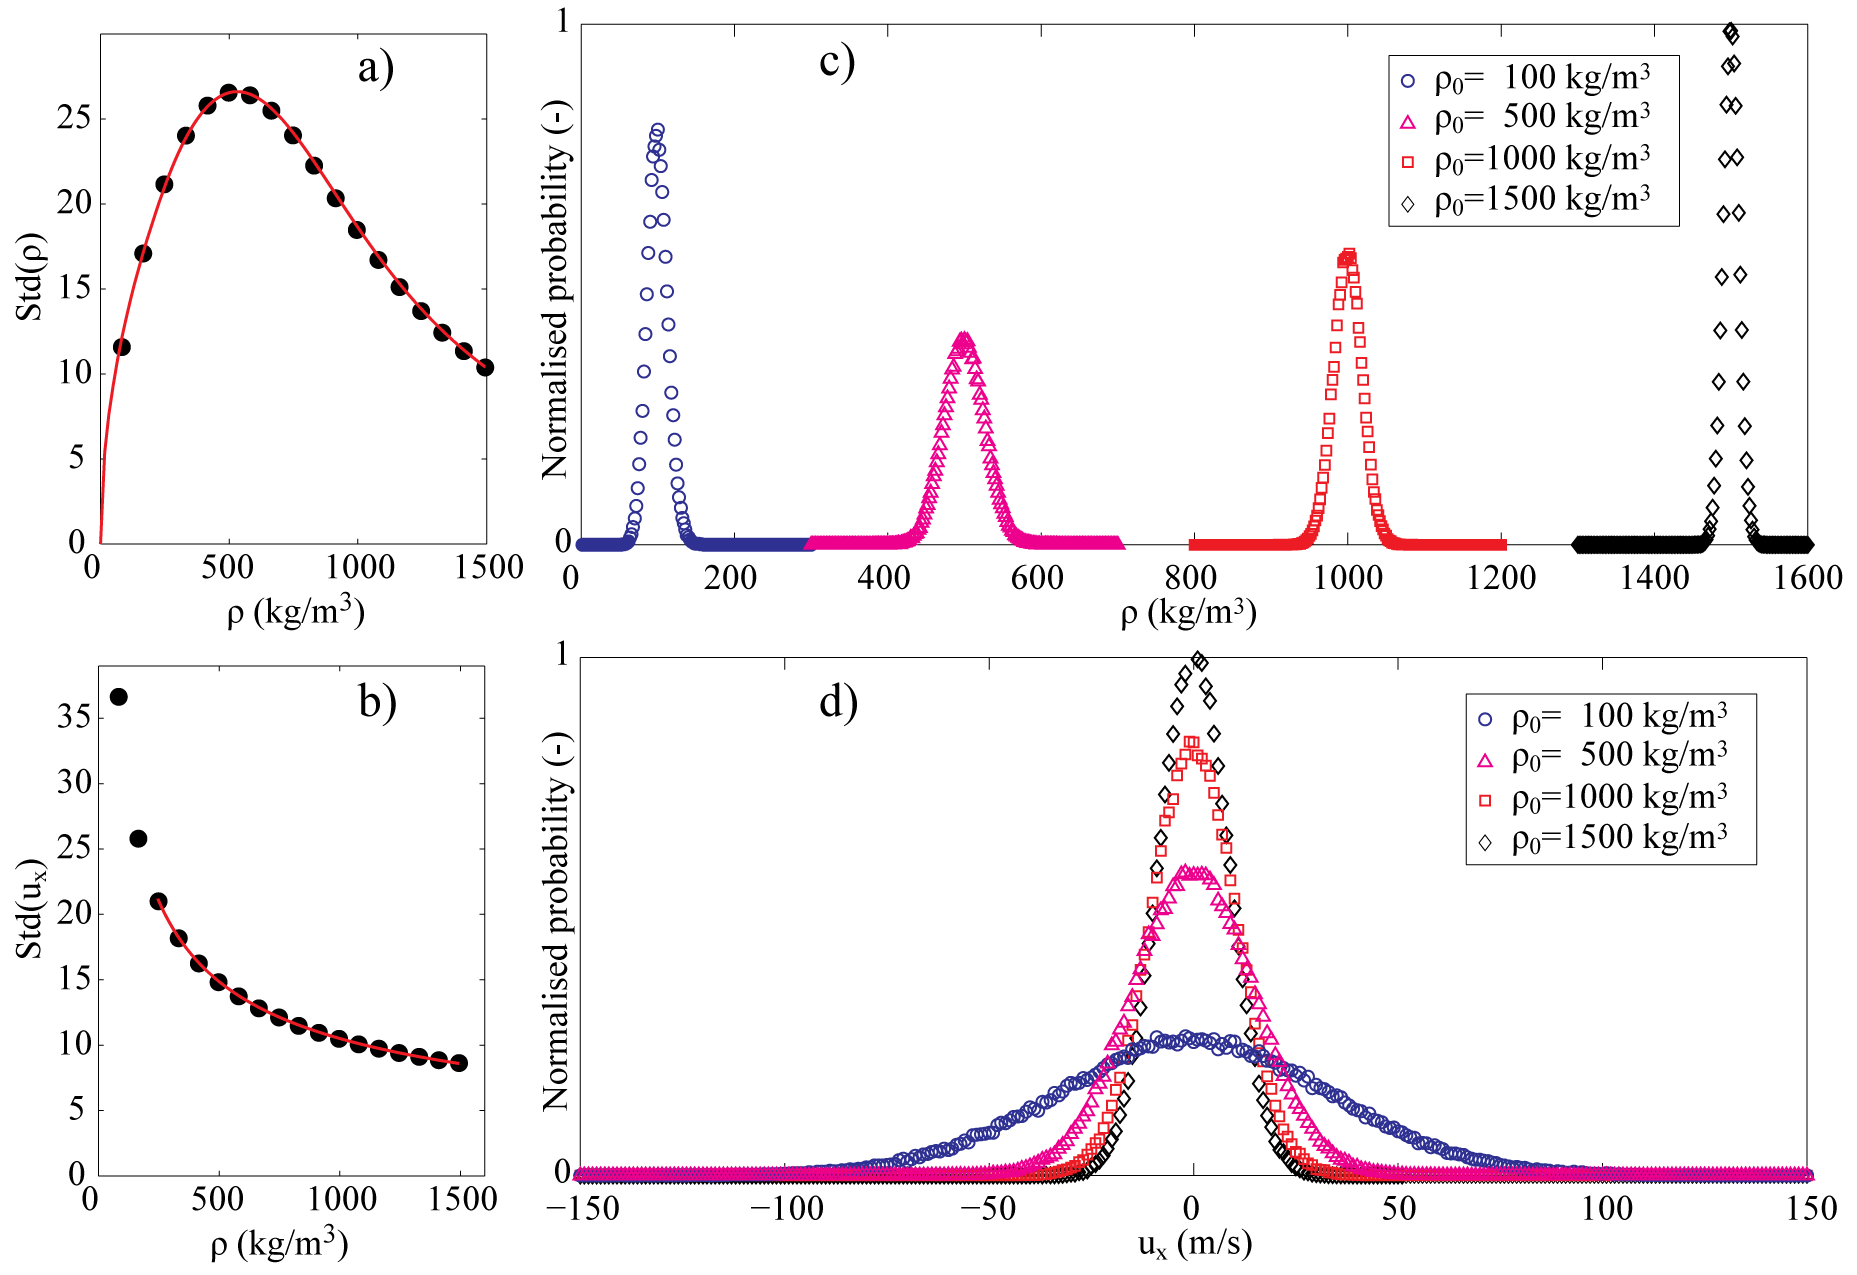 a)
25
20
15
10
5
0
Std(ρ)
0 500 1000 1500
ρ (kg/m³)
c)
1
0
Normalised probability (-)
ρ₀= 100 kg/m³
ρ₀= 500 kg/m³
ρ₀=1000 kg/m³
ρ₀=1500 kg/m³
0 200 400 600 800 1000 1200 1400 1600
ρ (kg/m³)
b)
35
30
25
20
15
10
5
0
Std(uₓ)
0 500 1000 1500
ρ (kg/m³)
d)
1
0
Normalised probability (-)
ρ₀= 100 kg/m³
ρ₀= 500 kg/m³
ρ₀=1000 kg/m³
ρ₀=1500 kg/m³
−150 −100 −50 0 50 100 150
uₓ (m/s)